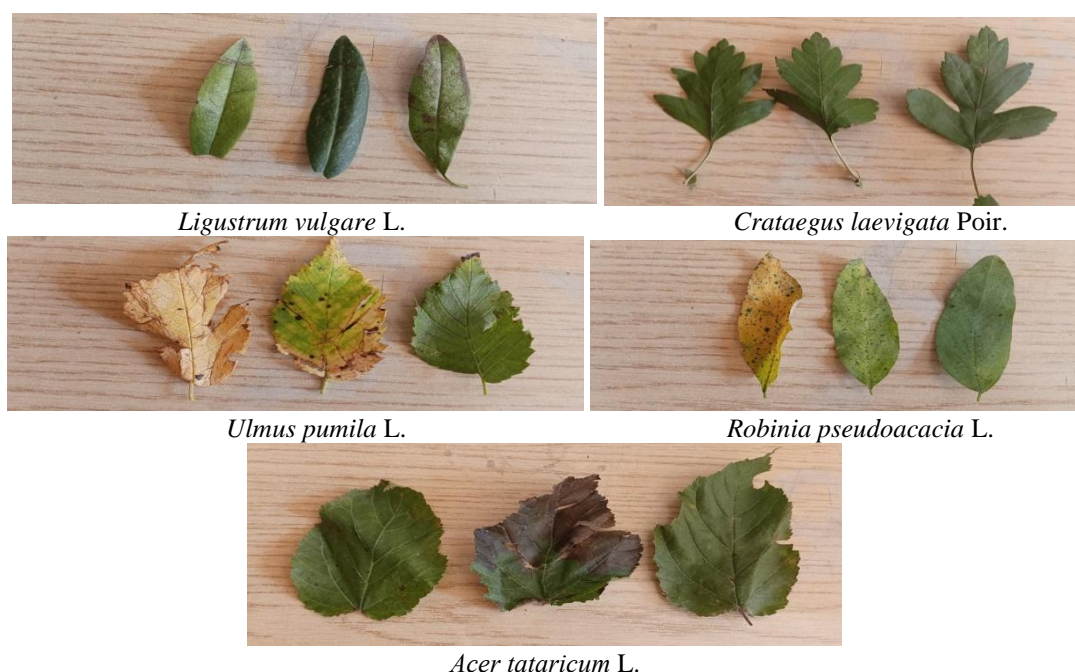 Ligustrum vulgare L.
Crataegus laevigata Poir.
Ulmus pumila L.
Robinia pseudoacacia L.
Acer tataricum L.